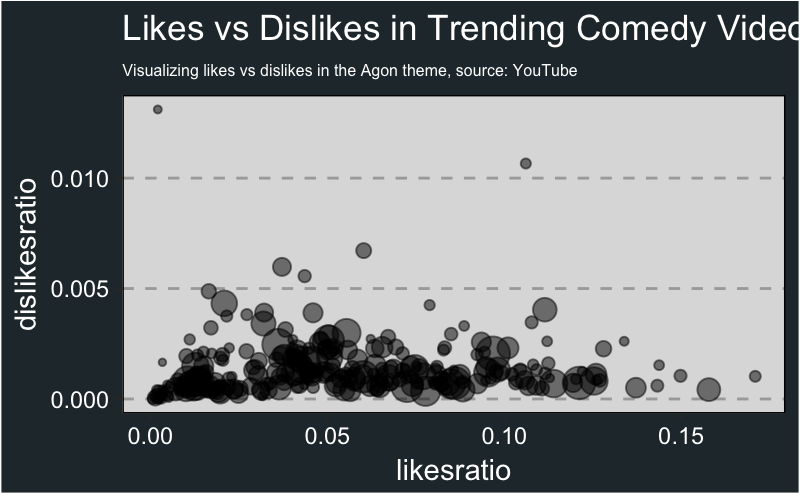 Likes vs Dislikes in Trending Comedy Videc
Visualizing likes vs dislikes in the Agon theme, source: YouTube
dislikesratio
0.010
0.005
0.000
0.00 0.05 0.10 0.15
likesratio